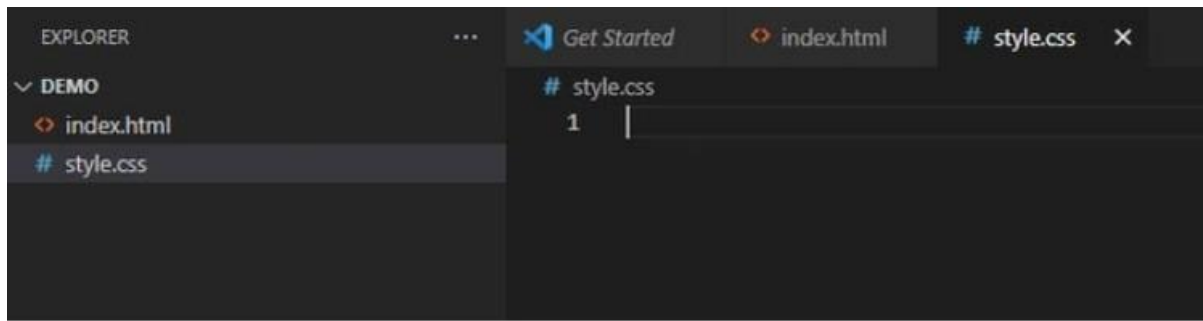 EXPLORER ...
DEMO
<> index.html
# style.css
Get Started <> index.html # style.css ×
# style.css
1